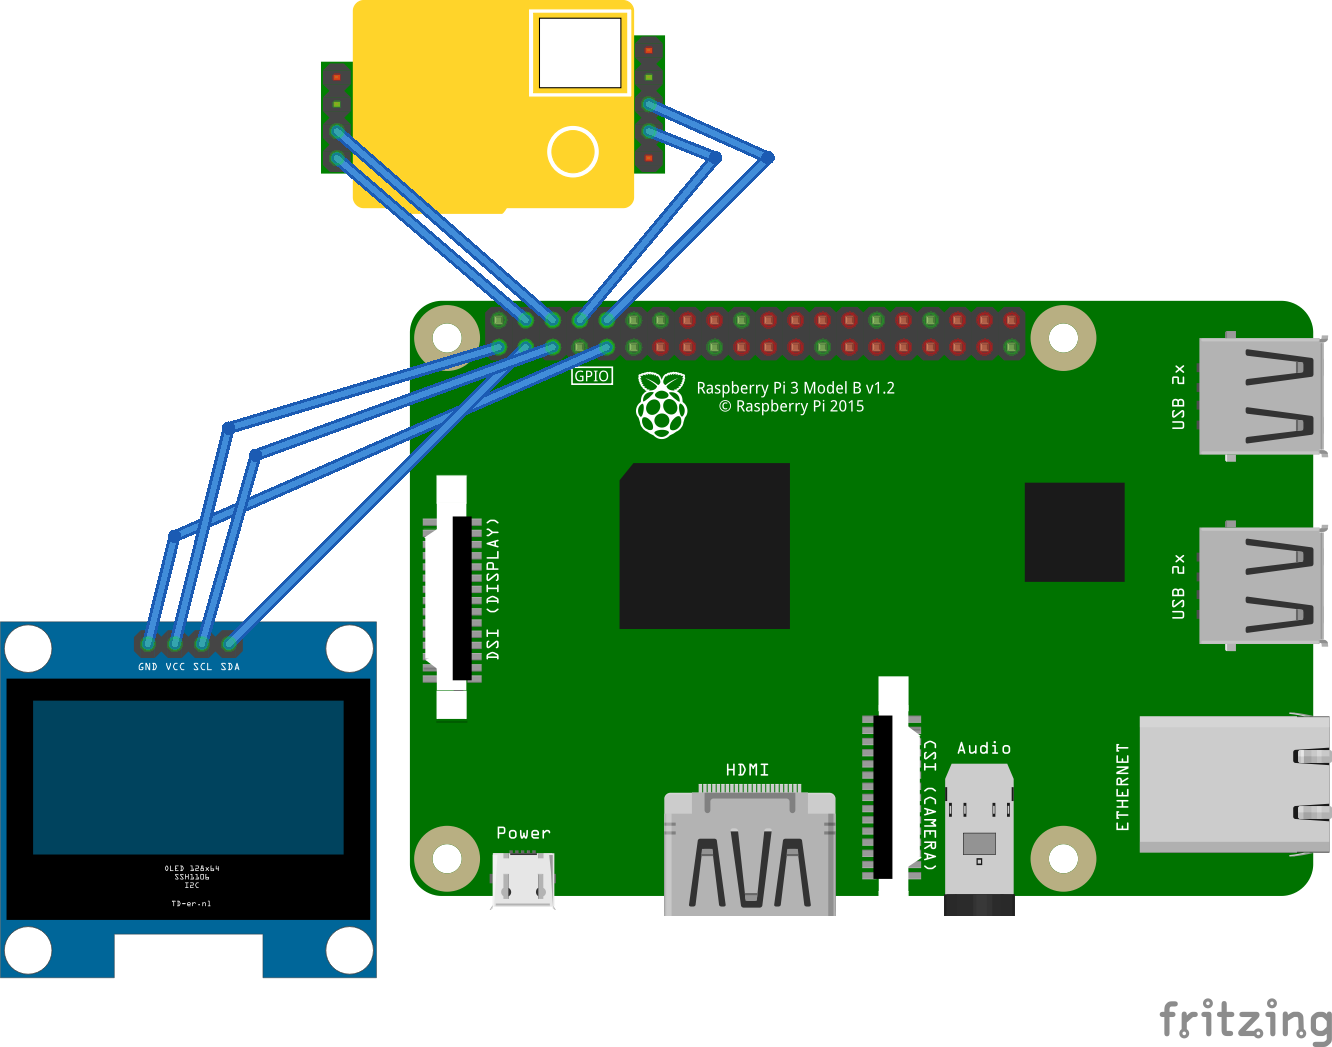 GPIO
Raspberry Pi 3 Model B v1.2
© Raspberry Pi 2015
USB 2x
DSI (DISPLAY)
USB 2x
GND VCC SCL SDA
CSI (CAMERA)
Audio
ETHERNET
HDMI
Power
OLED 128x64
SSH1106
I2C
TD-er.nl
fritzing